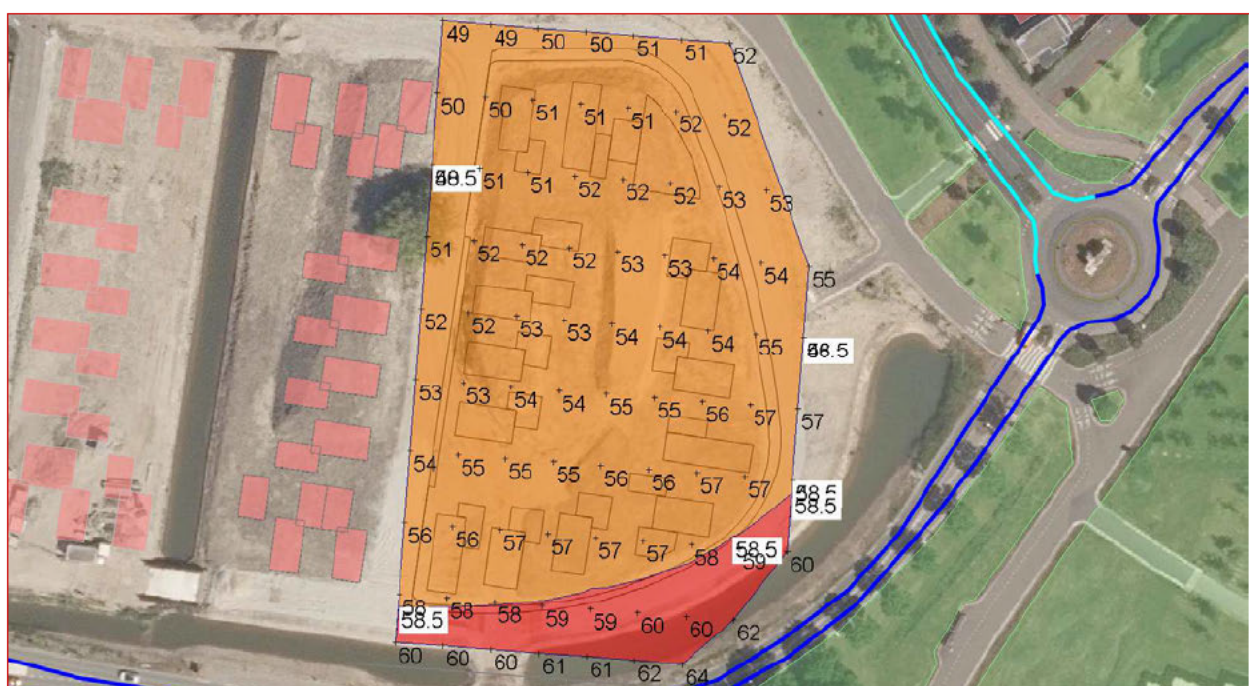 49 49 50 50 51 51 52
50 50 51 51 51 52 52
51 51 52 52 52 53 53
51 52 52 52 53 53 54 54 55
52 52 53 53 54 54 54 55
53 53 54 54 55 55 56 57 57
54 55 55 55 56 56 57 57
58.5
58.5
56 56 57 57 57 57 58 58.5 59 60
58 58 58 59 59 60 60 62
58.5
60 60 60 61 61 62 64